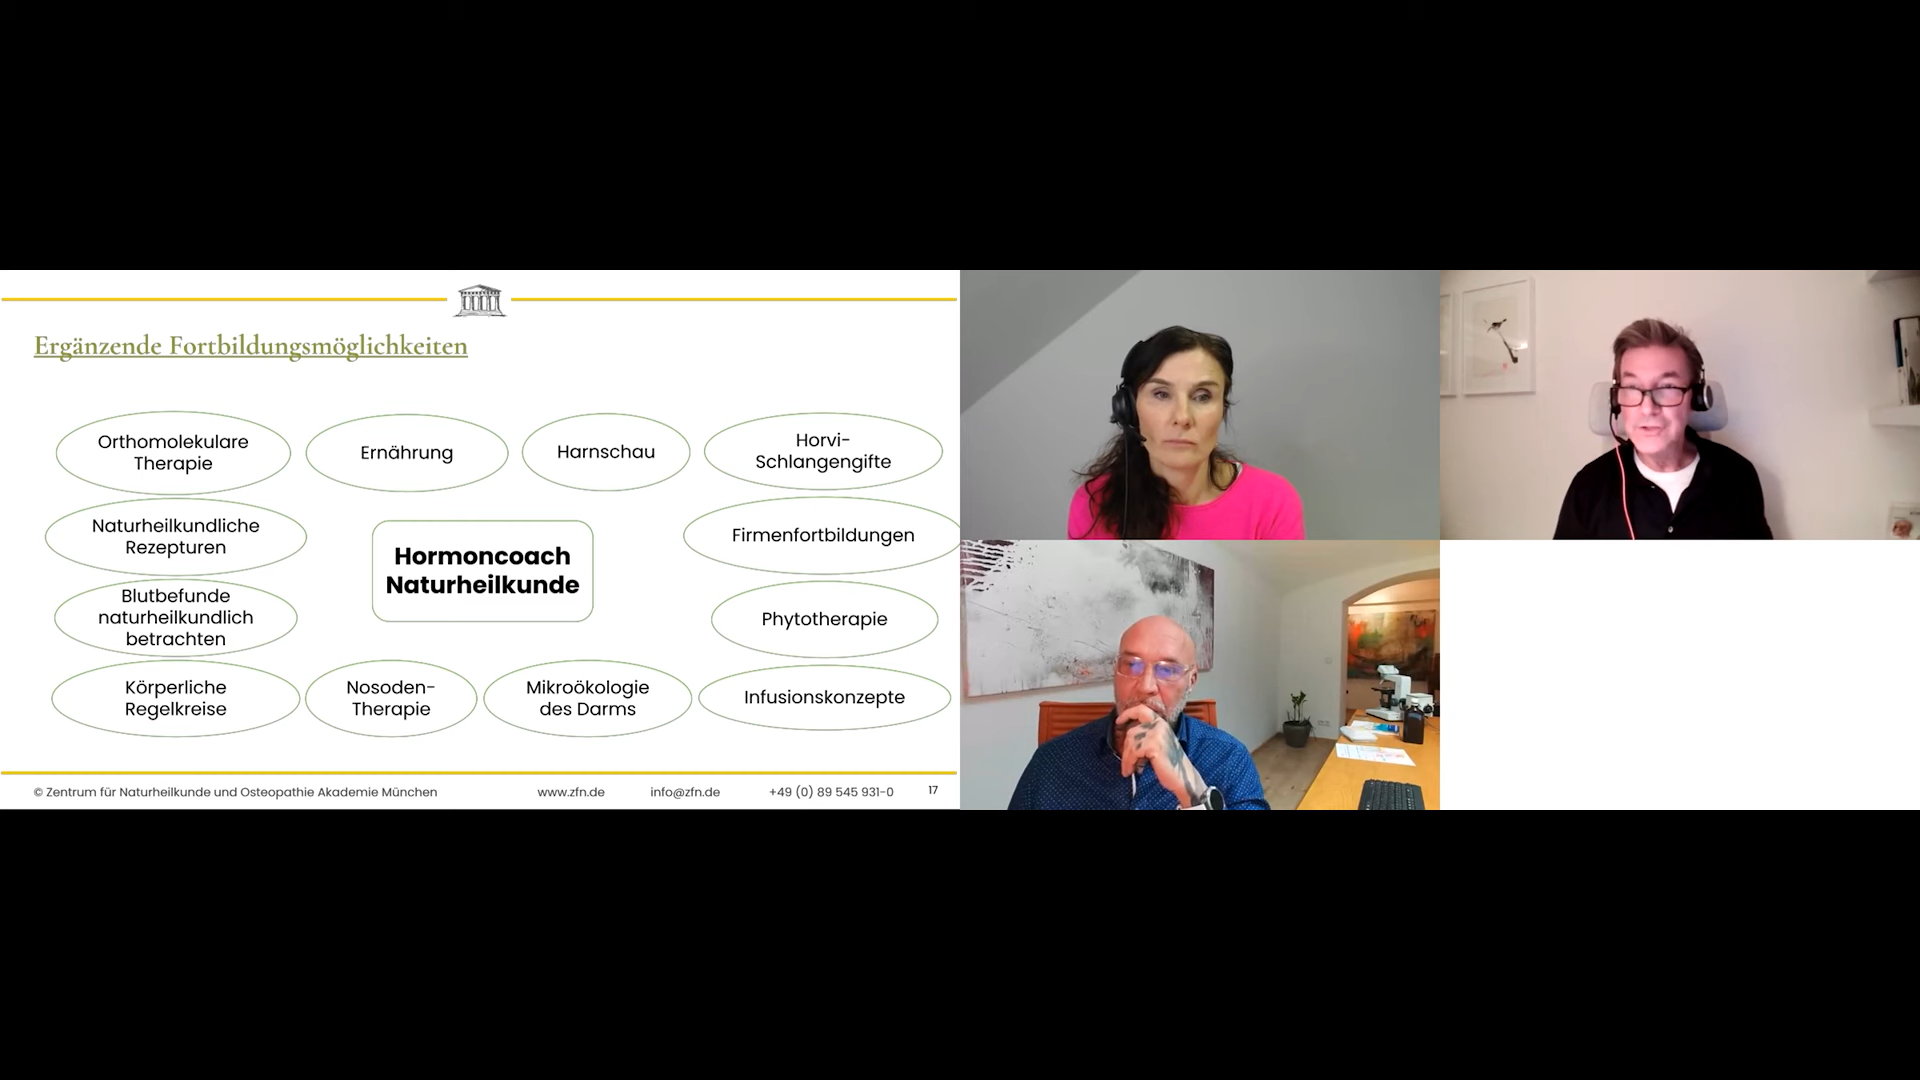 Ergänzende Fortbildungsmöglichkeiten
Orthomolekulare
Therapie
Ernährung
Harnschau
Horvi-
Schlangengifte
Naturheilkundliche
Rezepturen
Firmenfortbildungen
Hormoncoach
Naturheilkunde
Blutbefunde
naturheilkundlich
betrachten
Phytotherapie
Körperliche
Regelkreise
Nosoden-
Therapie
Mikroökologie
des Darms
Infusionskonzepte
© Zentrum für Naturheilkunde und Osteopathie Akademie München
www.zfn.de
info@zfn.de
+49 (0) 89 545 931-0
17